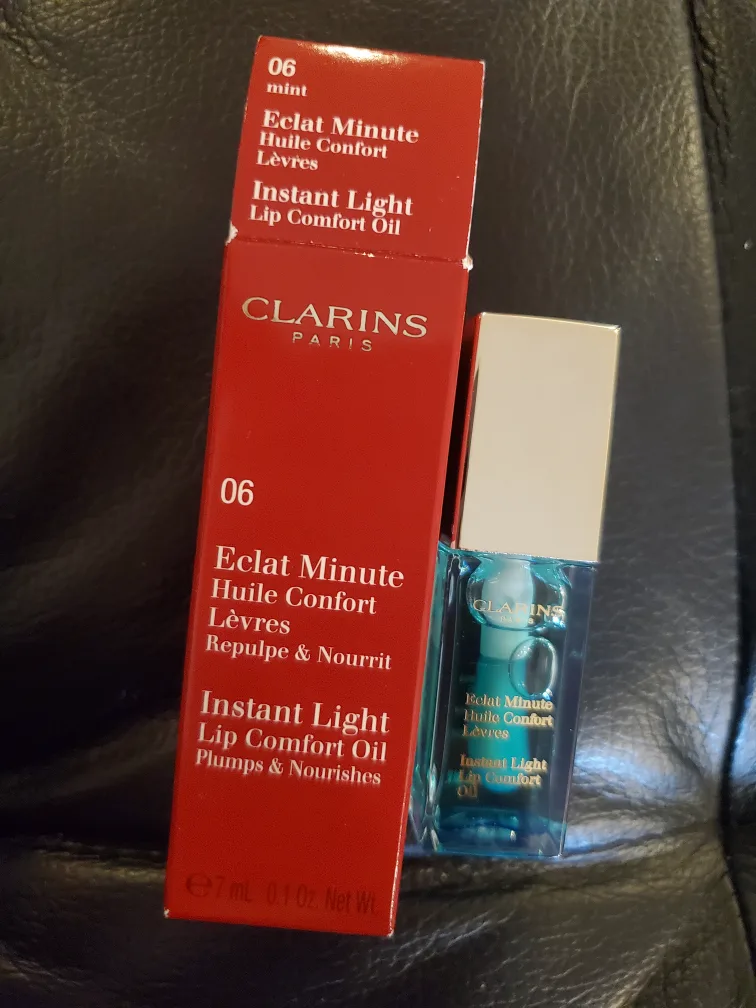 06
mint
Eclat Minute
Huile Confort
Lèvres
Instant Light
Lip Comfort Oil
CLARINS
PARIS
06
Eclat Minute
Huile Confort
Lèvres
Repulpe & Nourrit
Instant Light
Lip Comfort Oil
Plumps & Nourishes
℮ 7 mL 0.1 Oz. Net Wt.
CLARINS
PARIS
Eclat Minute
Huile Confort
Lèvres
Instant Light
Lip Comfort
Oil